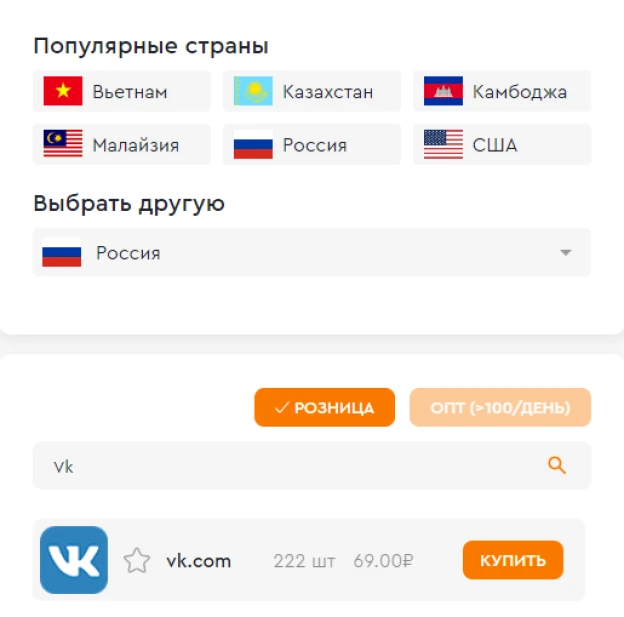 Популярные страны
Вьетнам Казахстан Камбоджа
Малайзия Россия США
Выбрать другую
Россия
РОЗНИЦА ОПТ (>100/ДЕНЬ)
Vk
vk.com 222 шт 69.00₽ КУПИТЬ